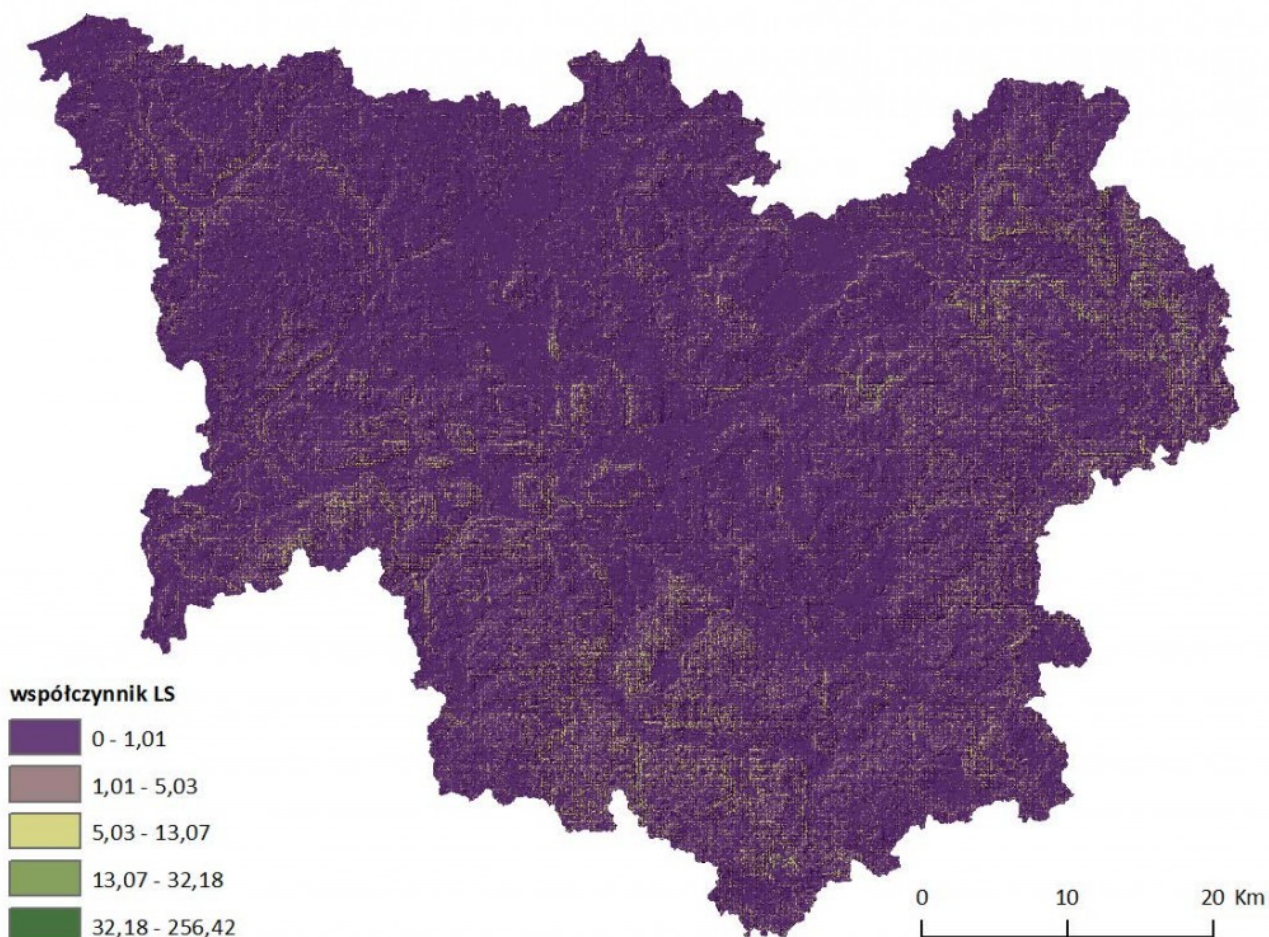 współczynnik LS
0 - 1,01
1,01 - 5,03
5,03 - 13,07
13,07 - 32,18
32,18 - 256,42
0 10 20 Km